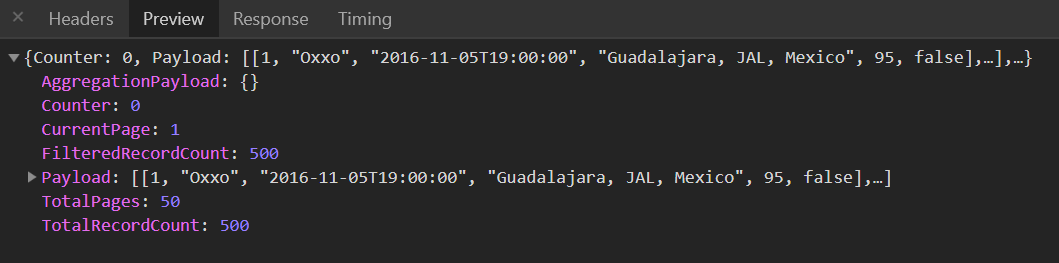 × Headers Preview Response Timing
▼{Counter: 0, Payload: [[1, "Oxxo", "2016-11-05T19:00:00", "Guadalajara, JAL, Mexico", 95, false],…],…}
AggregationPayload: {}
Counter: 0
CurrentPage: 1
FilteredRecordCount: 500
▶Payload: [[1, "Oxxo", "2016-11-05T19:00:00", "Guadalajara, JAL, Mexico", 95, false],…]
TotalPages: 50
TotalRecordCount: 500